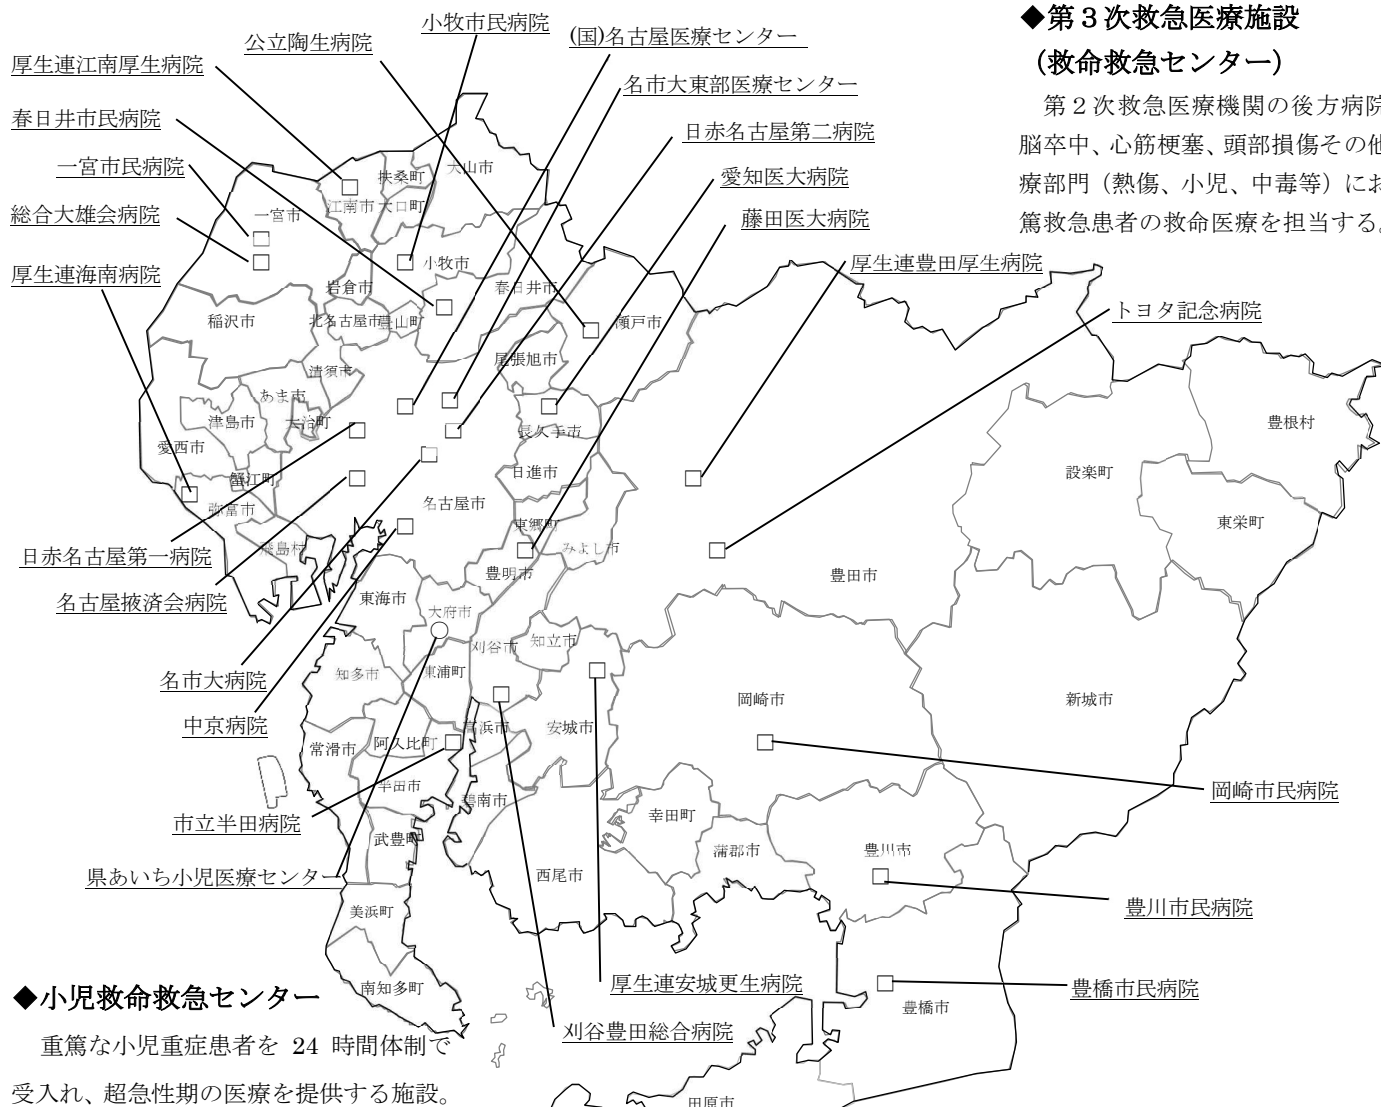 小牧市民病院
(国)名古屋医療センター
公立陶生病院
厚生連江南厚生病院
名市大東部医療センター
春日井市民病院
日赤名古屋第二病院
一宮市民病院
愛知医大病院
総合大雄会病院
藤田医大病院
厚生連海南病院
厚生連豊田厚生病院
トヨタ記念病院
◆第3次救急医療施設
(救命救急センター)
第2次救急医療機関の後方病院
脳卒中、心筋梗塞、頭部損傷その他
療部門(熱傷、小児、中毒等)にお
篤救急患者の救命医療を担当する。
犬山市
扶桑町
江南市
大口町
一宮市
小牧市
岩倉市
春日井市
稲沢市
北名古屋市
豊山町
瀬戸市
尾張旭市
清須市
あま市
津島市
大治町
長久手市
愛西市
日進市
蟹江町
名古屋市
弥富市
東郷町
飛島村
みよし市
豊明市
豊根村
設楽町
東栄町
豊田市
日赤名古屋第一病院
名古屋掖済会病院
東海市
大府市
刈谷市
知立市
東浦町
知多市
名市大病院
中京病院
岡崎市
新城市
高浜市
安城市
常滑市
阿久比町
半田市
碧南市
幸田町
岡崎市民病院
市立半田病院
武豊町
蒲郡市
豊川市
県あいち小児医療センター
西尾市
美浜町
豊川市民病院
厚生連安城更生病院
南知多町
豊橋市民病院
豊橋市
刈谷豊田総合病院
◆小児救命救急センター
重篤な小児重症患者を 24 時間体制で
受入れ、超急性期の医療を提供する施設。
田原市